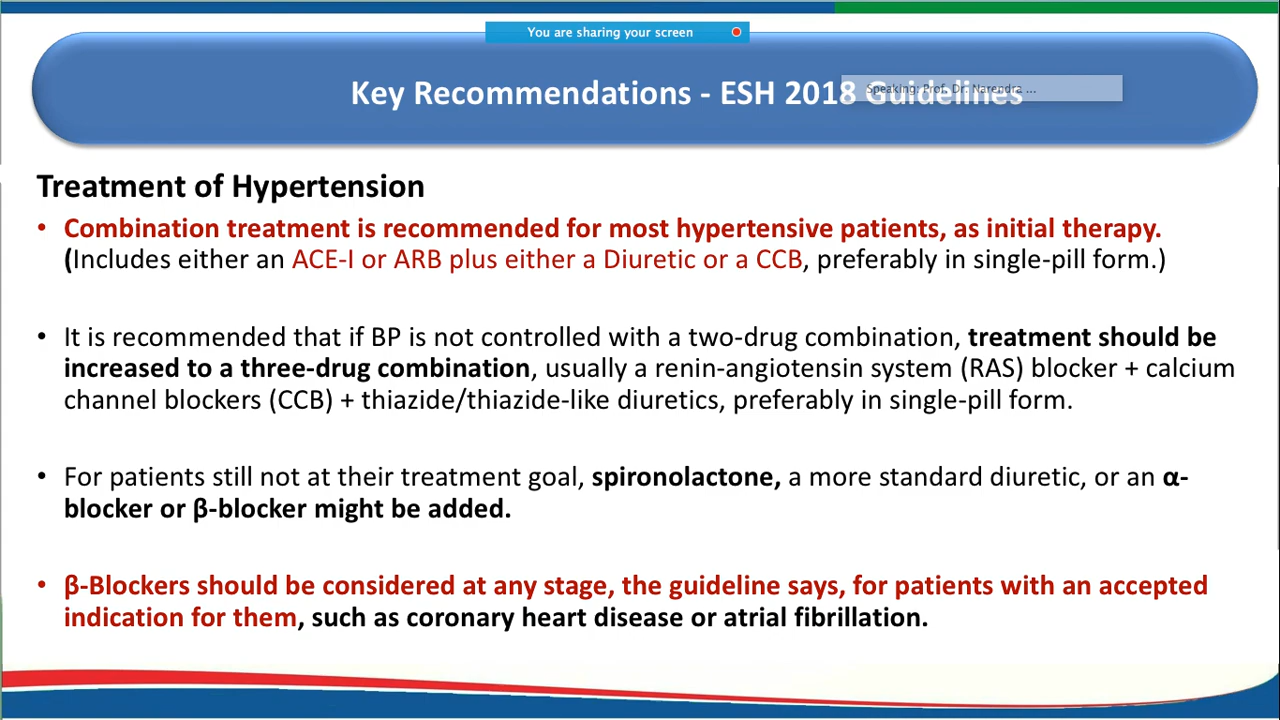 You are sharing your screen
Key Recommendations - ESH 2018 Guidelines
Speaking: Prof. Dr. Narendra ...
Treatment of Hypertension
• Combination treatment is recommended for most hypertensive patients, as initial therapy.
(Includes either an ACE-I or ARB plus either a Diuretic or a CCB, preferably in single-pill form.)
• It is recommended that if BP is not controlled with a two-drug combination, treatment should be
increased to a three-drug combination, usually a renin-angiotensin system (RAS) blocker + calcium
channel blockers (CCB) + thiazide/thiazide-like diuretics, preferably in single-pill form.
• For patients still not at their treatment goal, spironolactone, a more standard diuretic, or an α-
blocker or β-blocker might be added.
• β-Blockers should be considered at any stage, the guideline says, for patients with an accepted
indication for them, such as coronary heart disease or atrial fibrillation.